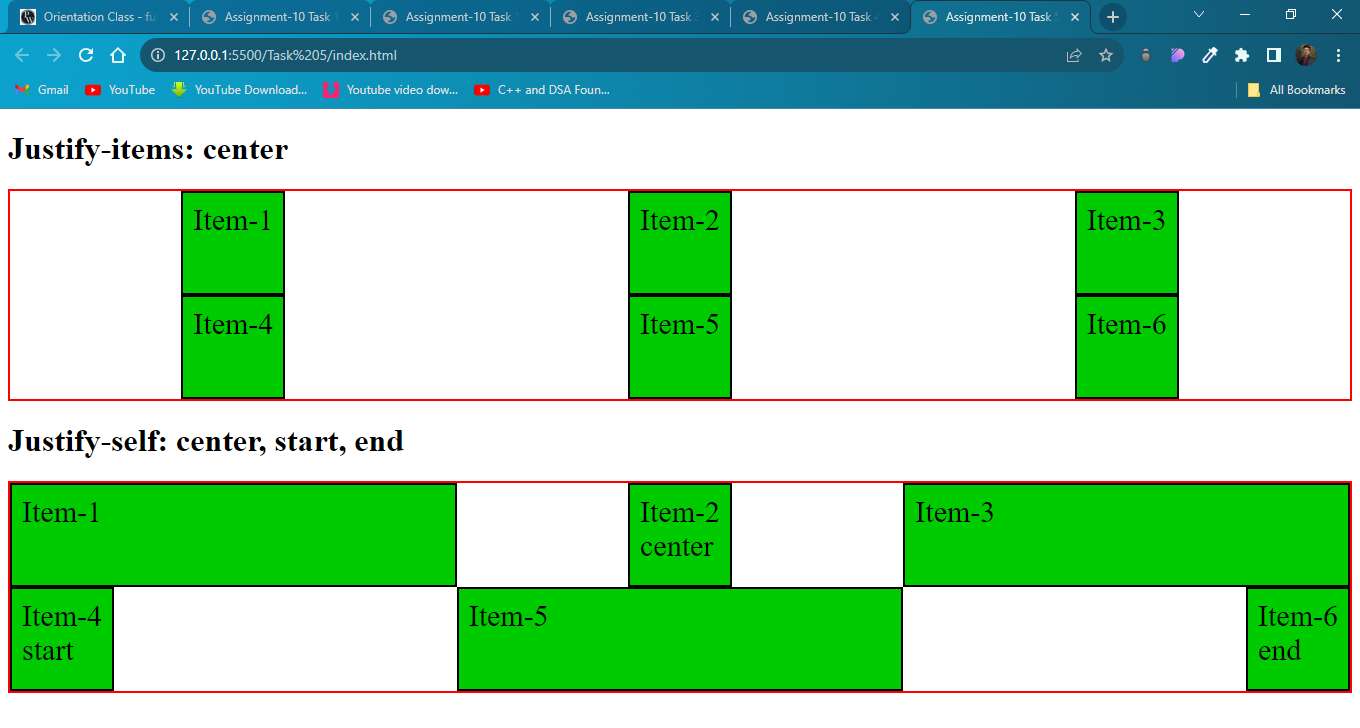 Orientation Class - fu
Assignment-10 Task
Assignment-10 Task
Assignment-10 Task
Assignment-10 Task
Assignment-10 Task
127.0.0.1:5500/Task%205/index.html
Gmail
YouTube
YouTube Download...
Youtube video dow...
C++ and DSA Foun...
All Bookmarks
Justify-items: center
Item-1
Item-2
Item-3
Item-4
Item-5
Item-6
Justify-self: center, start, end
Item-1
Item-2
center
Item-3
Item-4
start
Item-5
Item-6
end